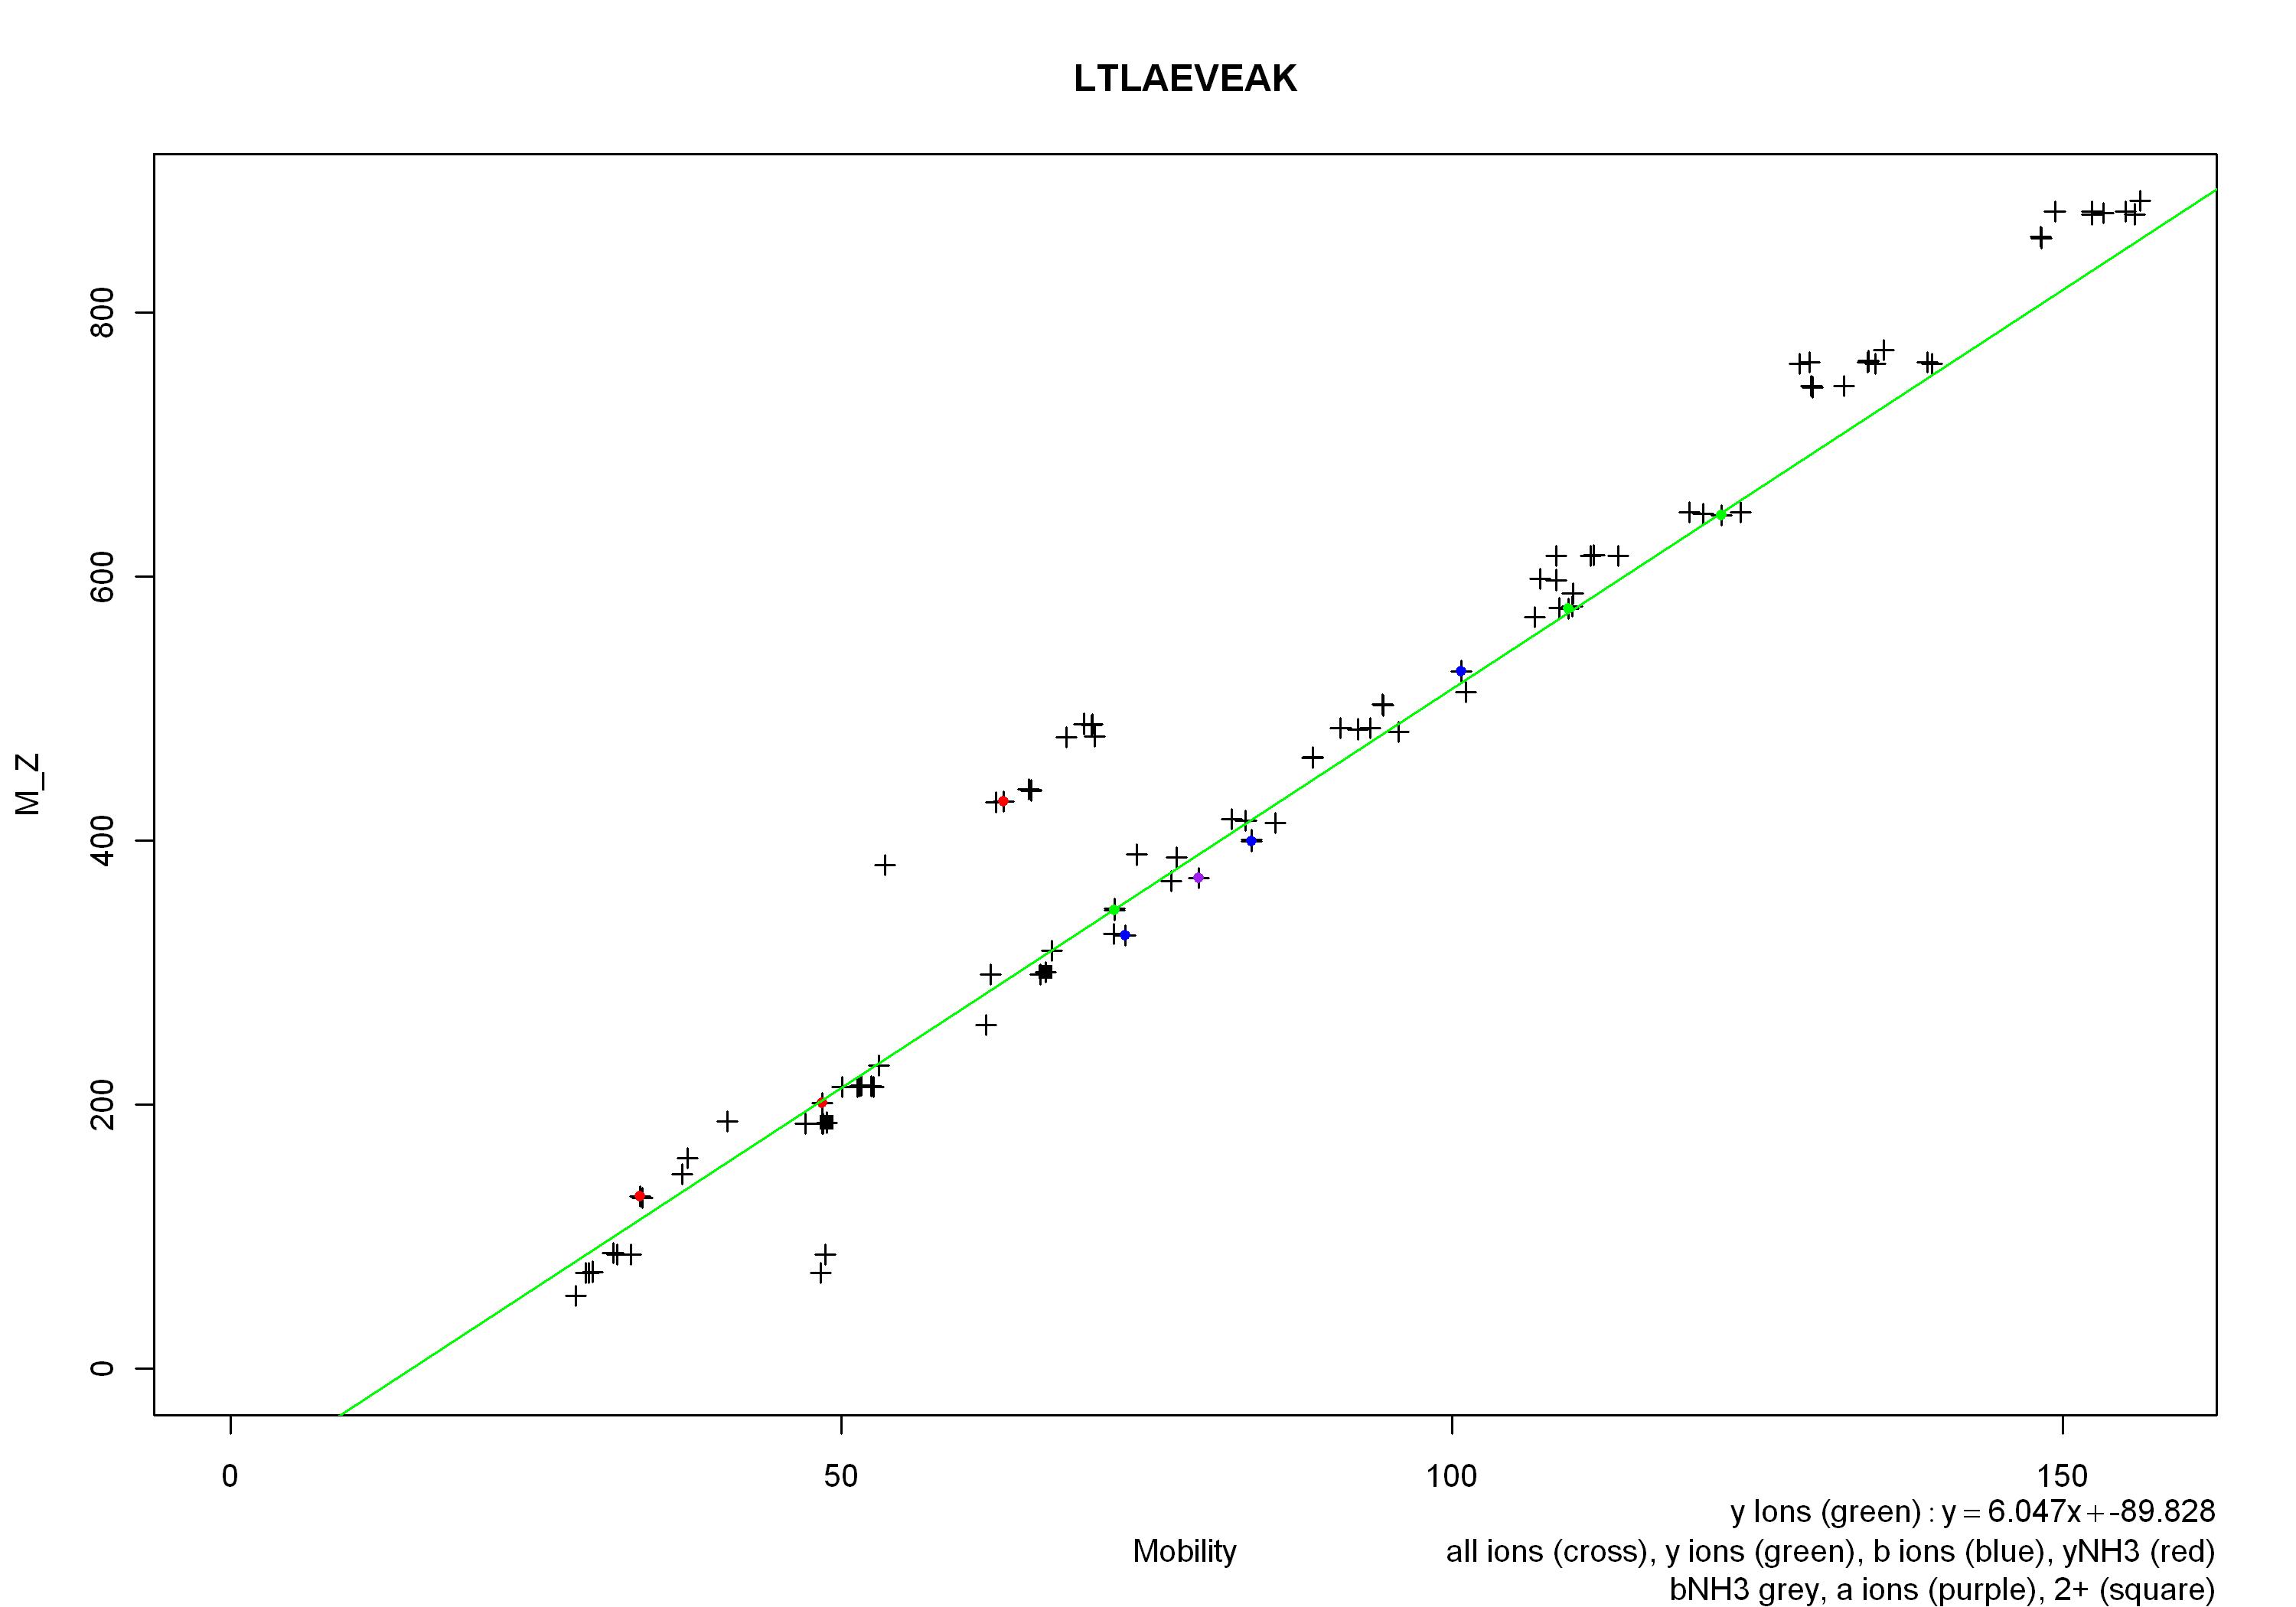 LTLAEVEAK
800
600
400
200
0
M_Z
0 50 100 150
y Ions (green) : y = 6.047x + -89.828
Mobility
all ions (cross), y ions (green), b ions (blue), yNH3 (red)
bNH3 grey, a ions (purple), 2+ (square)